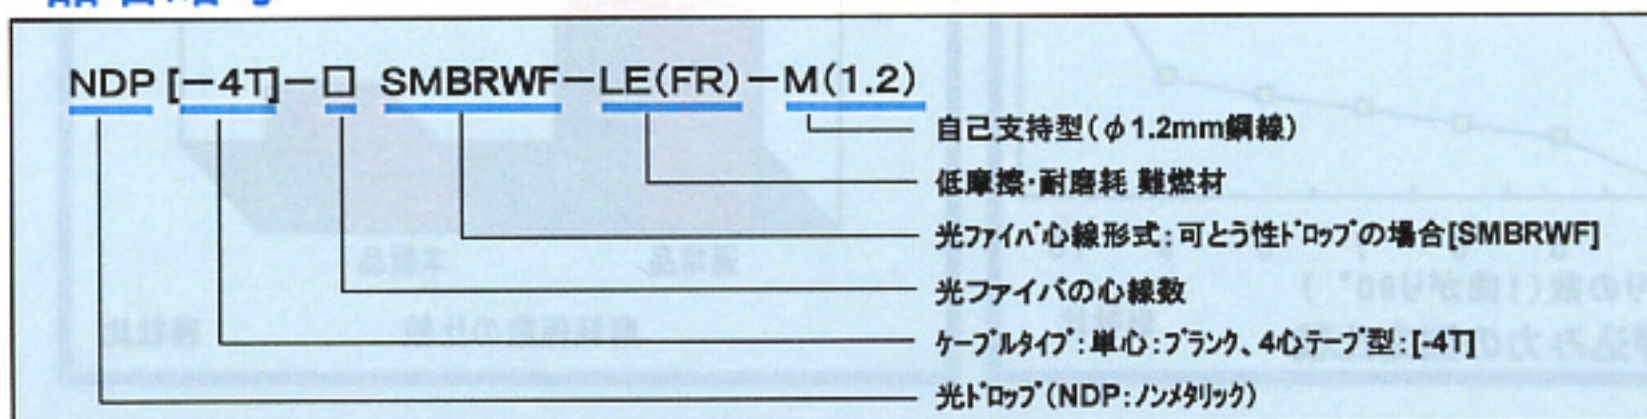 NDP [−4T]−□ SMBRWF−LE(FR)−M(1.2)
自己支持型(φ1.2mm鋼線)
低摩擦・耐磨耗 難燃材
光ファイバ心線形式:可とう性ドロップの場合[SMBRWF]
光ファイバの心線数
ケーブルタイプ:単心:ブランク、4心テープ型:[-4T]
光ドロップ(NDP:ノンメタリック)